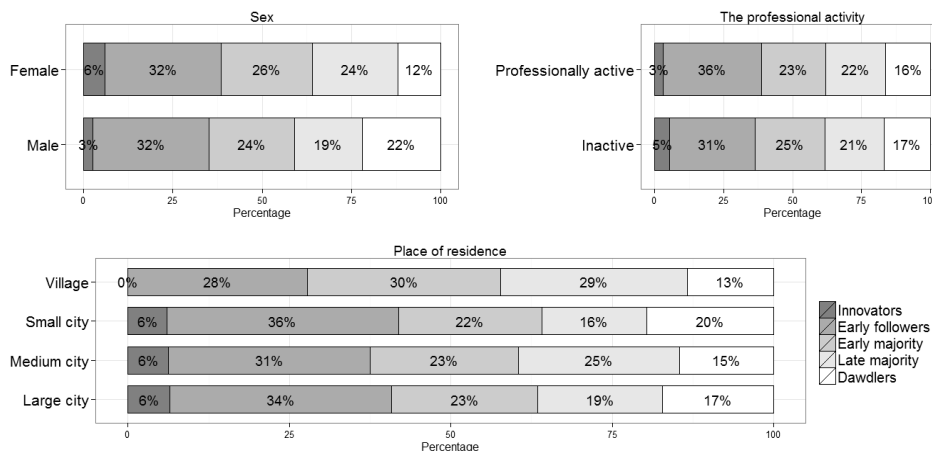 Sex
Female 6% 32% 26% 24% 12%
Male 3% 32% 24% 19% 22%
0 25 50 75 100
Percentage
The professional activity
Professionally active 3% 36% 23% 22% 16%
Inactive 5% 31% 25% 21% 17%
0 25 50 75 100
Percentage
Place of residence
Village 0% 28% 30% 29% 13%
Small city 6% 36% 22% 16% 20%
Medium city 6% 31% 23% 25% 15%
Large city 6% 34% 23% 19% 17%
0 25 50 75 100
Percentage
Innovators
Early followers
Early majority
Late majority
Dawdlers